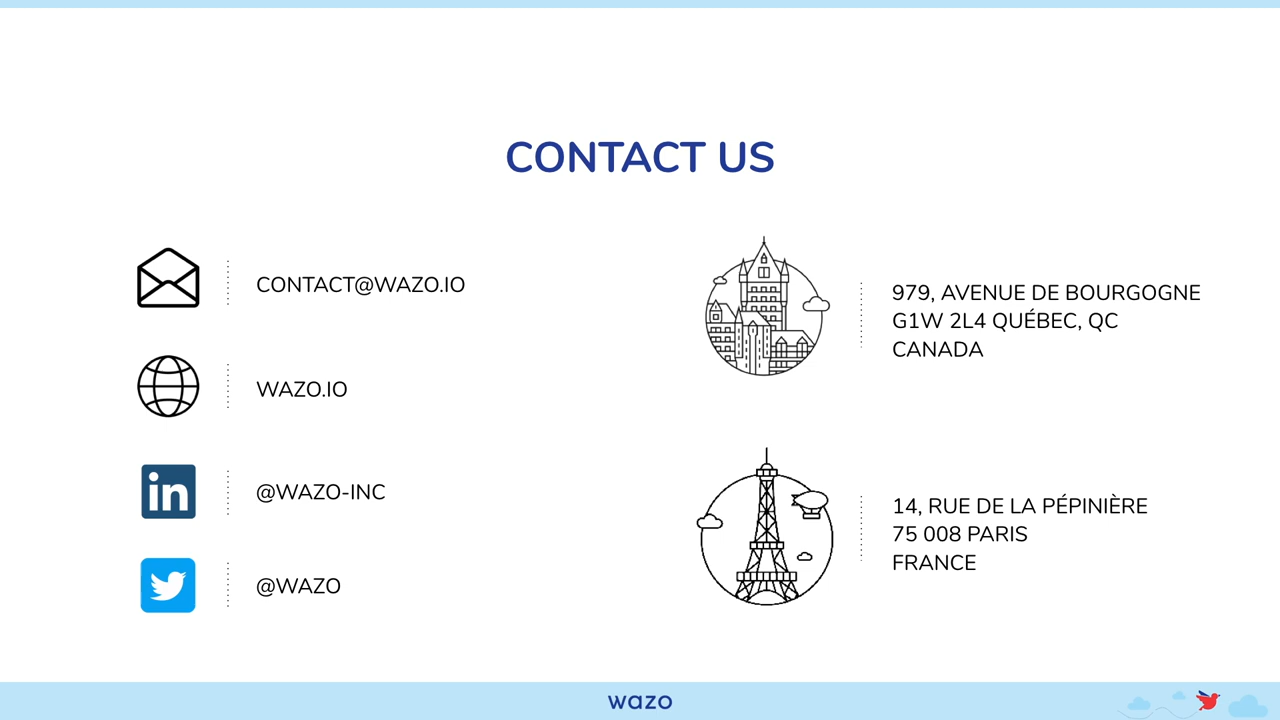 CONTACT US
CONTACT@WAZO.IO
WAZO.IO
in
@WAZO-INC
@WAZO
979, AVENUE DE BOURGOGNE
G1W 2L4 QUÉBEC, QC
CANADA
14, RUE DE LA PÉPINIÈRE
75 008 PARIS
FRANCE
wazo